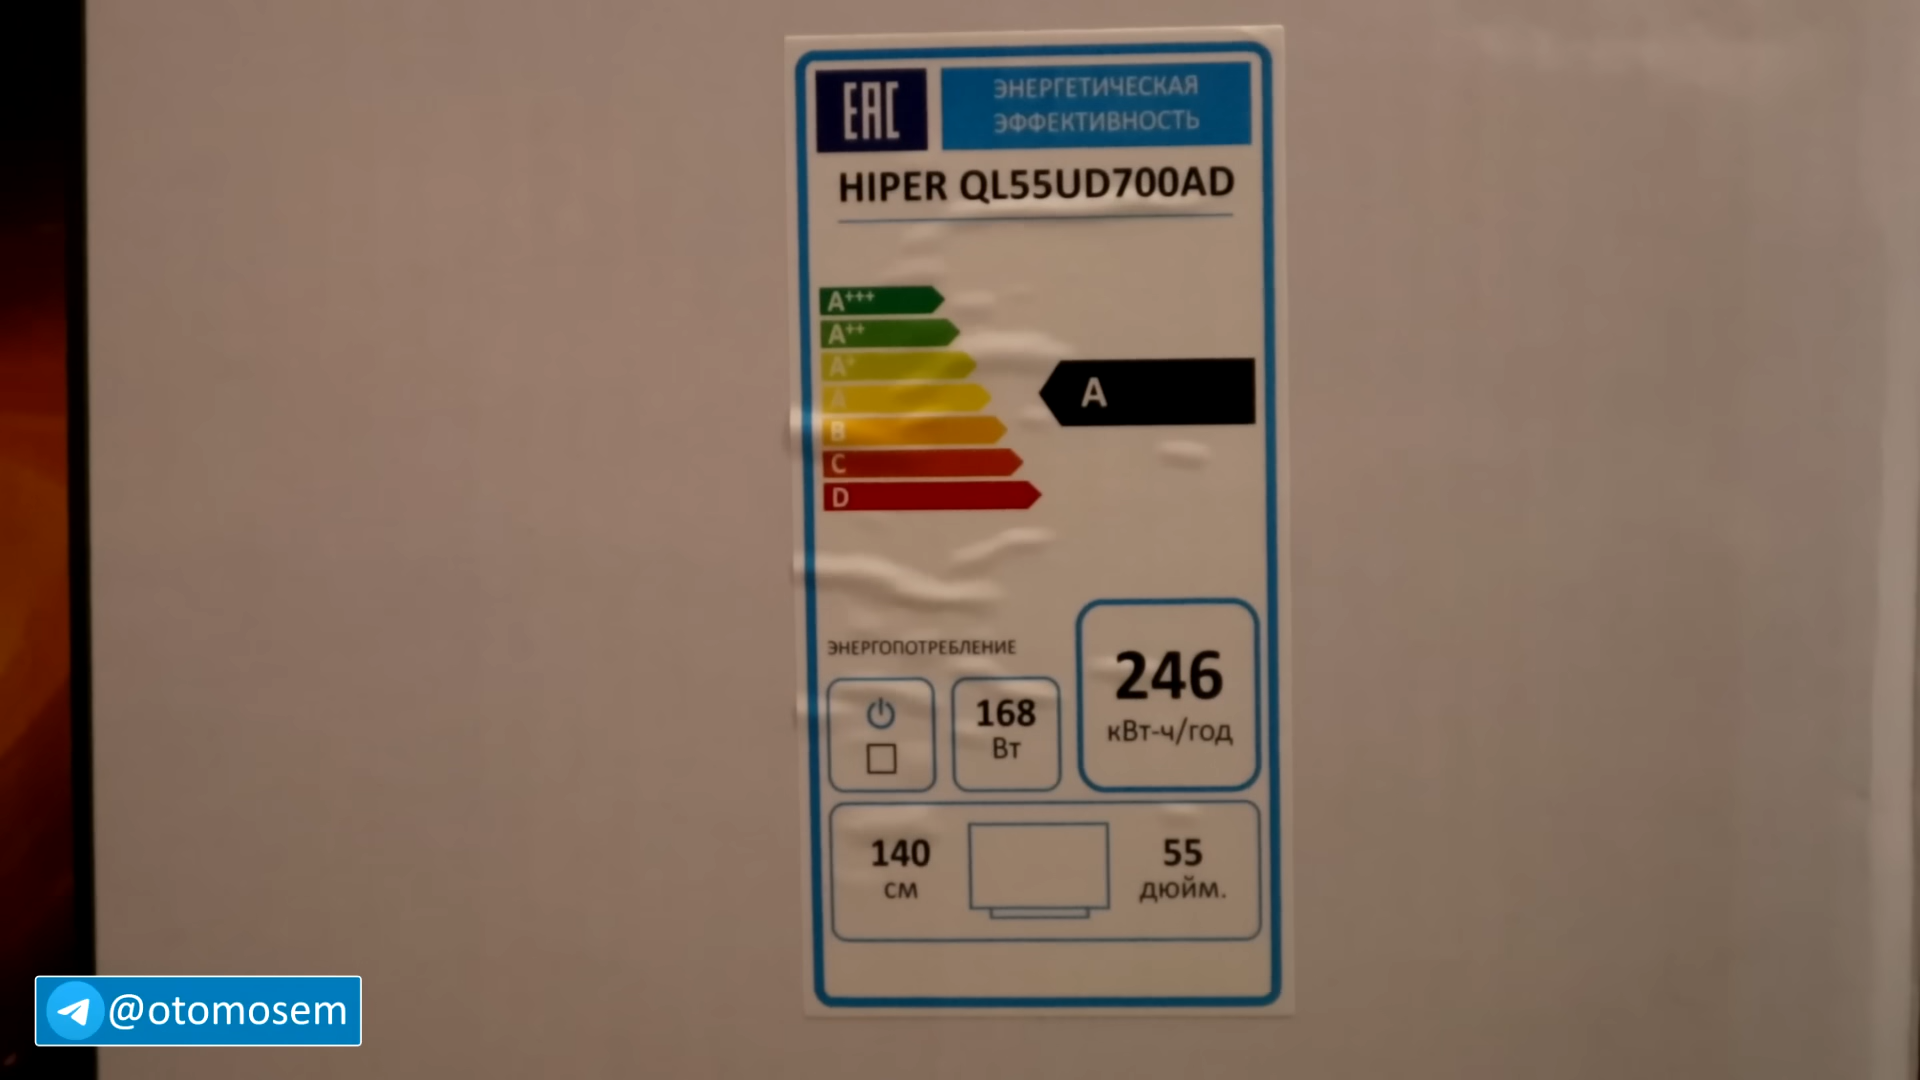 EAC
ЭНЕРГЕТИЧЕСКАЯ
ЭФФЕКТИВНОСТЬ
HIPER QL55UD700AD
A+++
A++
A+
A
B
C
D
A
ЭНЕРГОПОТРЕБЛЕНИЕ
168
Вт
246
кВт-ч/год
140
см
55
дюйм.
@otomosem